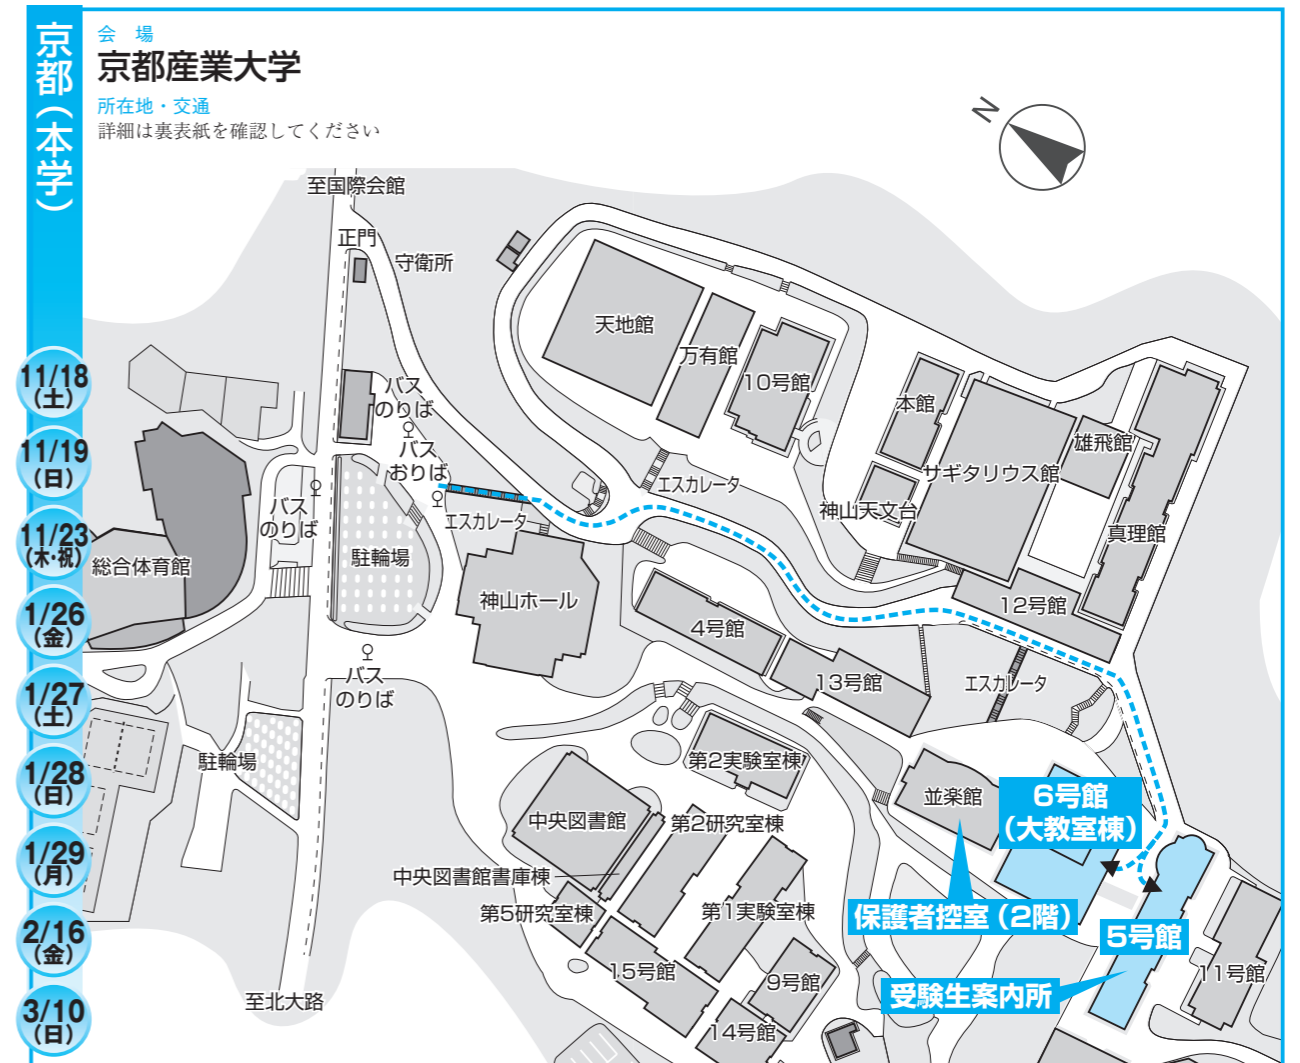 京都（本学）
会　場
京都産業大学
所在地・交通
詳細は裏表紙を確認してください
11/18
（土）
11/19
（日）
11/23
（木・祝）
1/26
（金）
1/27
（土）
1/28
（日）
1/29
（月）
2/16
（金）
3/10
（日）
N
至国際会館
正門
守衛所
天地館
万有館
10号館
バス
のりば
バス
おりば
本館
雄飛館
サギタリウス館
エスカレータ
神山天文台
バス
のりば
エスカレータ
真理館
駐輪場
総合体育館
神山ホール
12号館
4号館
バス
のりば
13号館
エスカレータ
駐輪場
第2実験室棟
並楽館
6号館
（大教室棟）
中央図書館
第2研究室棟
中央図書館書庫棟
第5研究室棟
第1実験室棟
保護者控室（2階）
5号館
15号館
9号館
11号館
受験生案内所
至北大路
14号館